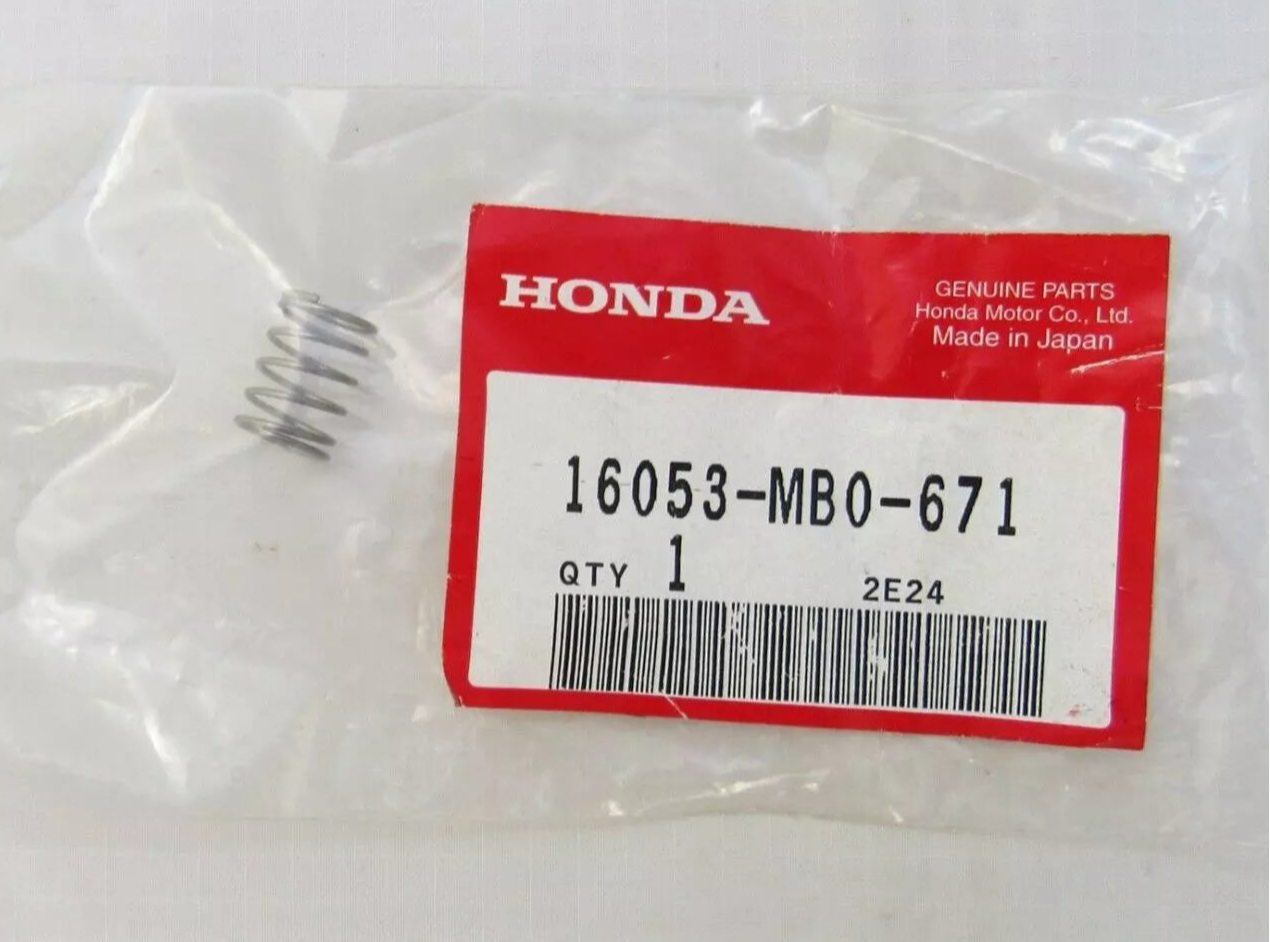 HONDA
GENUINE PARTS
Honda Motor Co., Ltd.
Made in Japan
16053-MB0-671
QTY 1 2E24